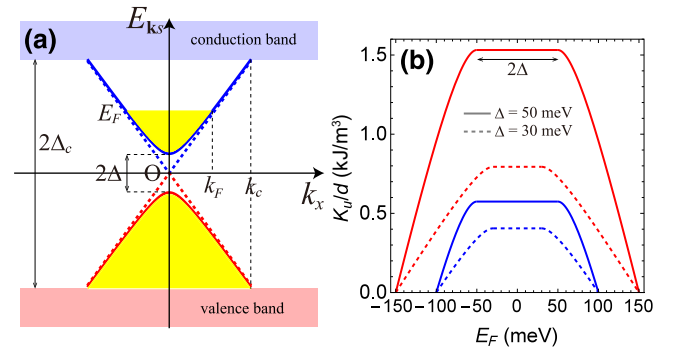 (a)
E_ks
conduction band
E_F
2Δ_c
2Δ
O
k_F
k_c
k_x
valence band
(b)
K_u/d (kJ/m³)
1.5
1.0
0.5
0.0
2Δ
Δ = 50 meV
Δ = 30 meV
−150 −100 −50 0 50 100 150
E_F (meV)